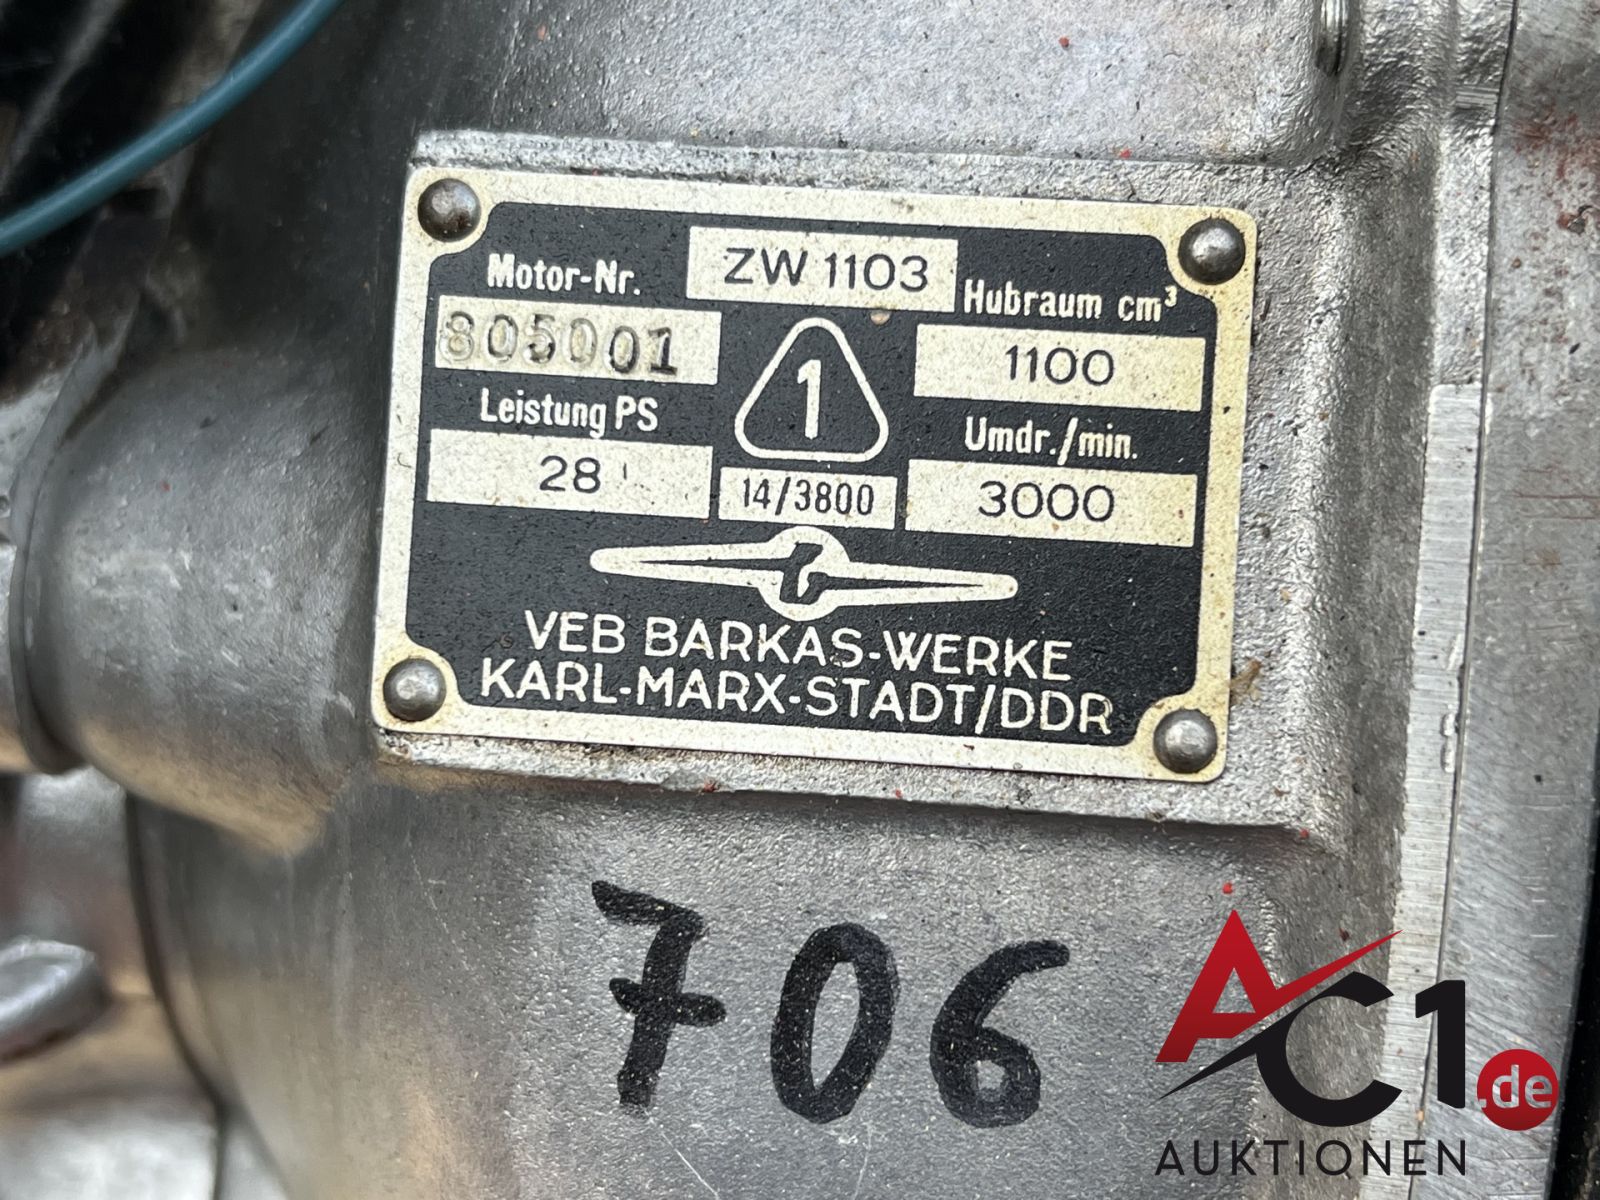 ZW 1103
Motor-Nr.
805001
Hubraum cm³
1100
1
Leistung PS
28
14/3800
Umdr./min.
3000
VEB BARKAS-WERKE
KARL-MARX-STADT/DDR
706
AC1.de
AUKTIONEN